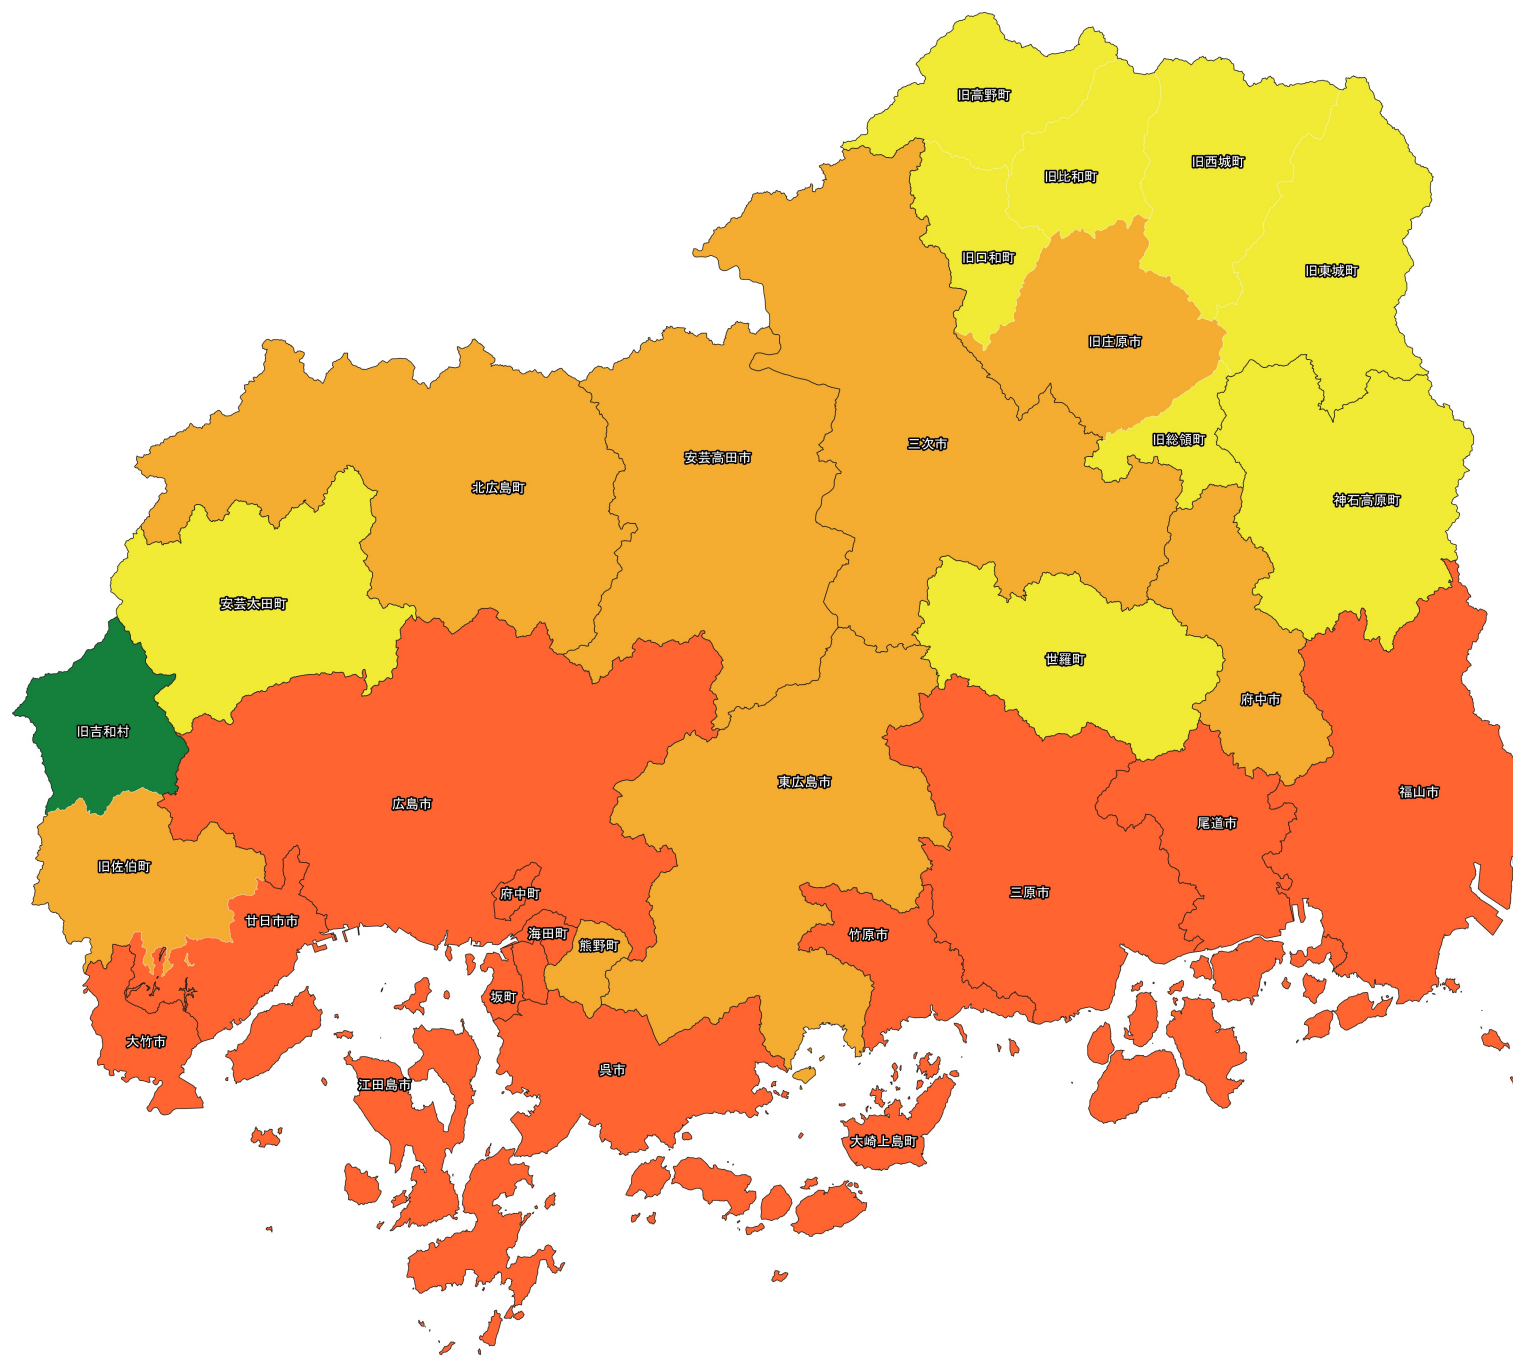 旧高野町
旧西城町
旧比和町
旧口和町
旧東城町
旧庄原市
旧総領町
三次市
安芸高田市
北広島町
神石高原町
安芸太田町
世羅町
府中市
旧吉和村
東広島市
福山市
広島市
尾道市
旧佐伯町
府中町
三原市
廿日市市
海田町
竹原市
熊野町
坂町
大竹市
呉市
江田島市
大崎上島町